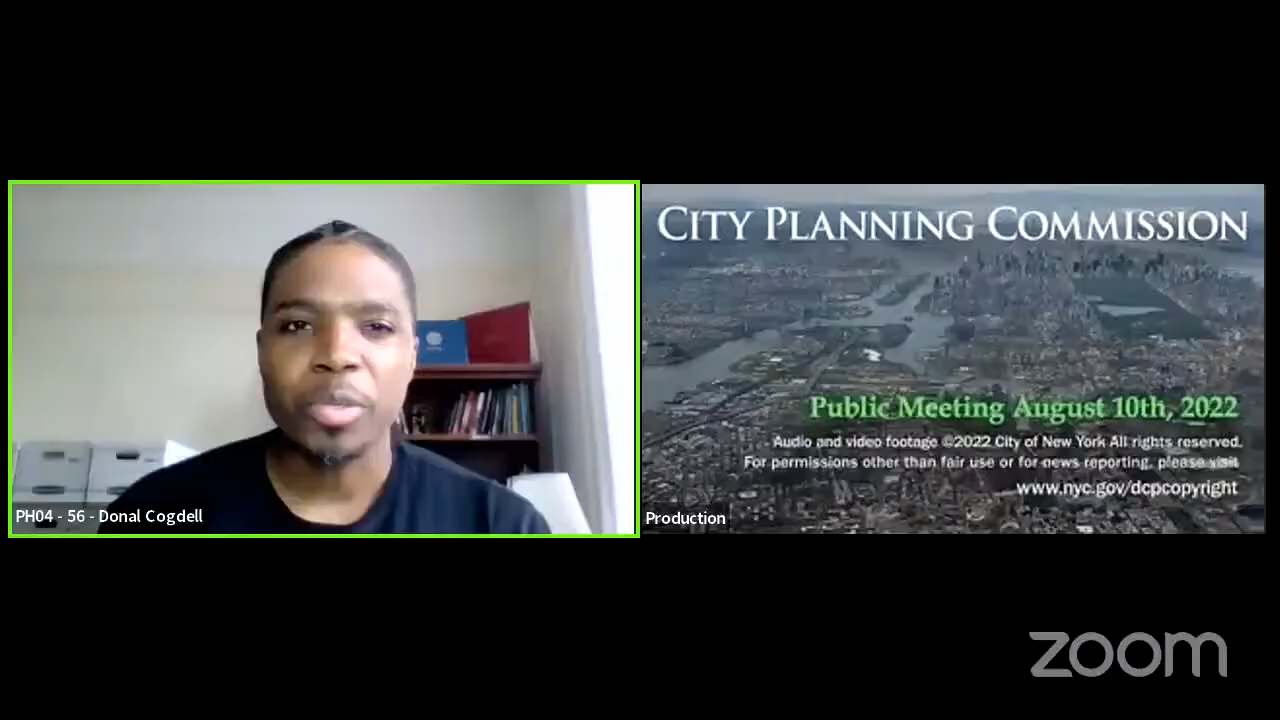 PH04 - 56 - Donal Cogdell
CITY PLANNING COMMISSION
Public Meeting August 10th, 2022
Audio and video footage ©2022 City of New York All rights reserved.
For permissions other than fair use or for news reporting, please visit
www.nyc.gov/dcpcopyright
Production
zoom